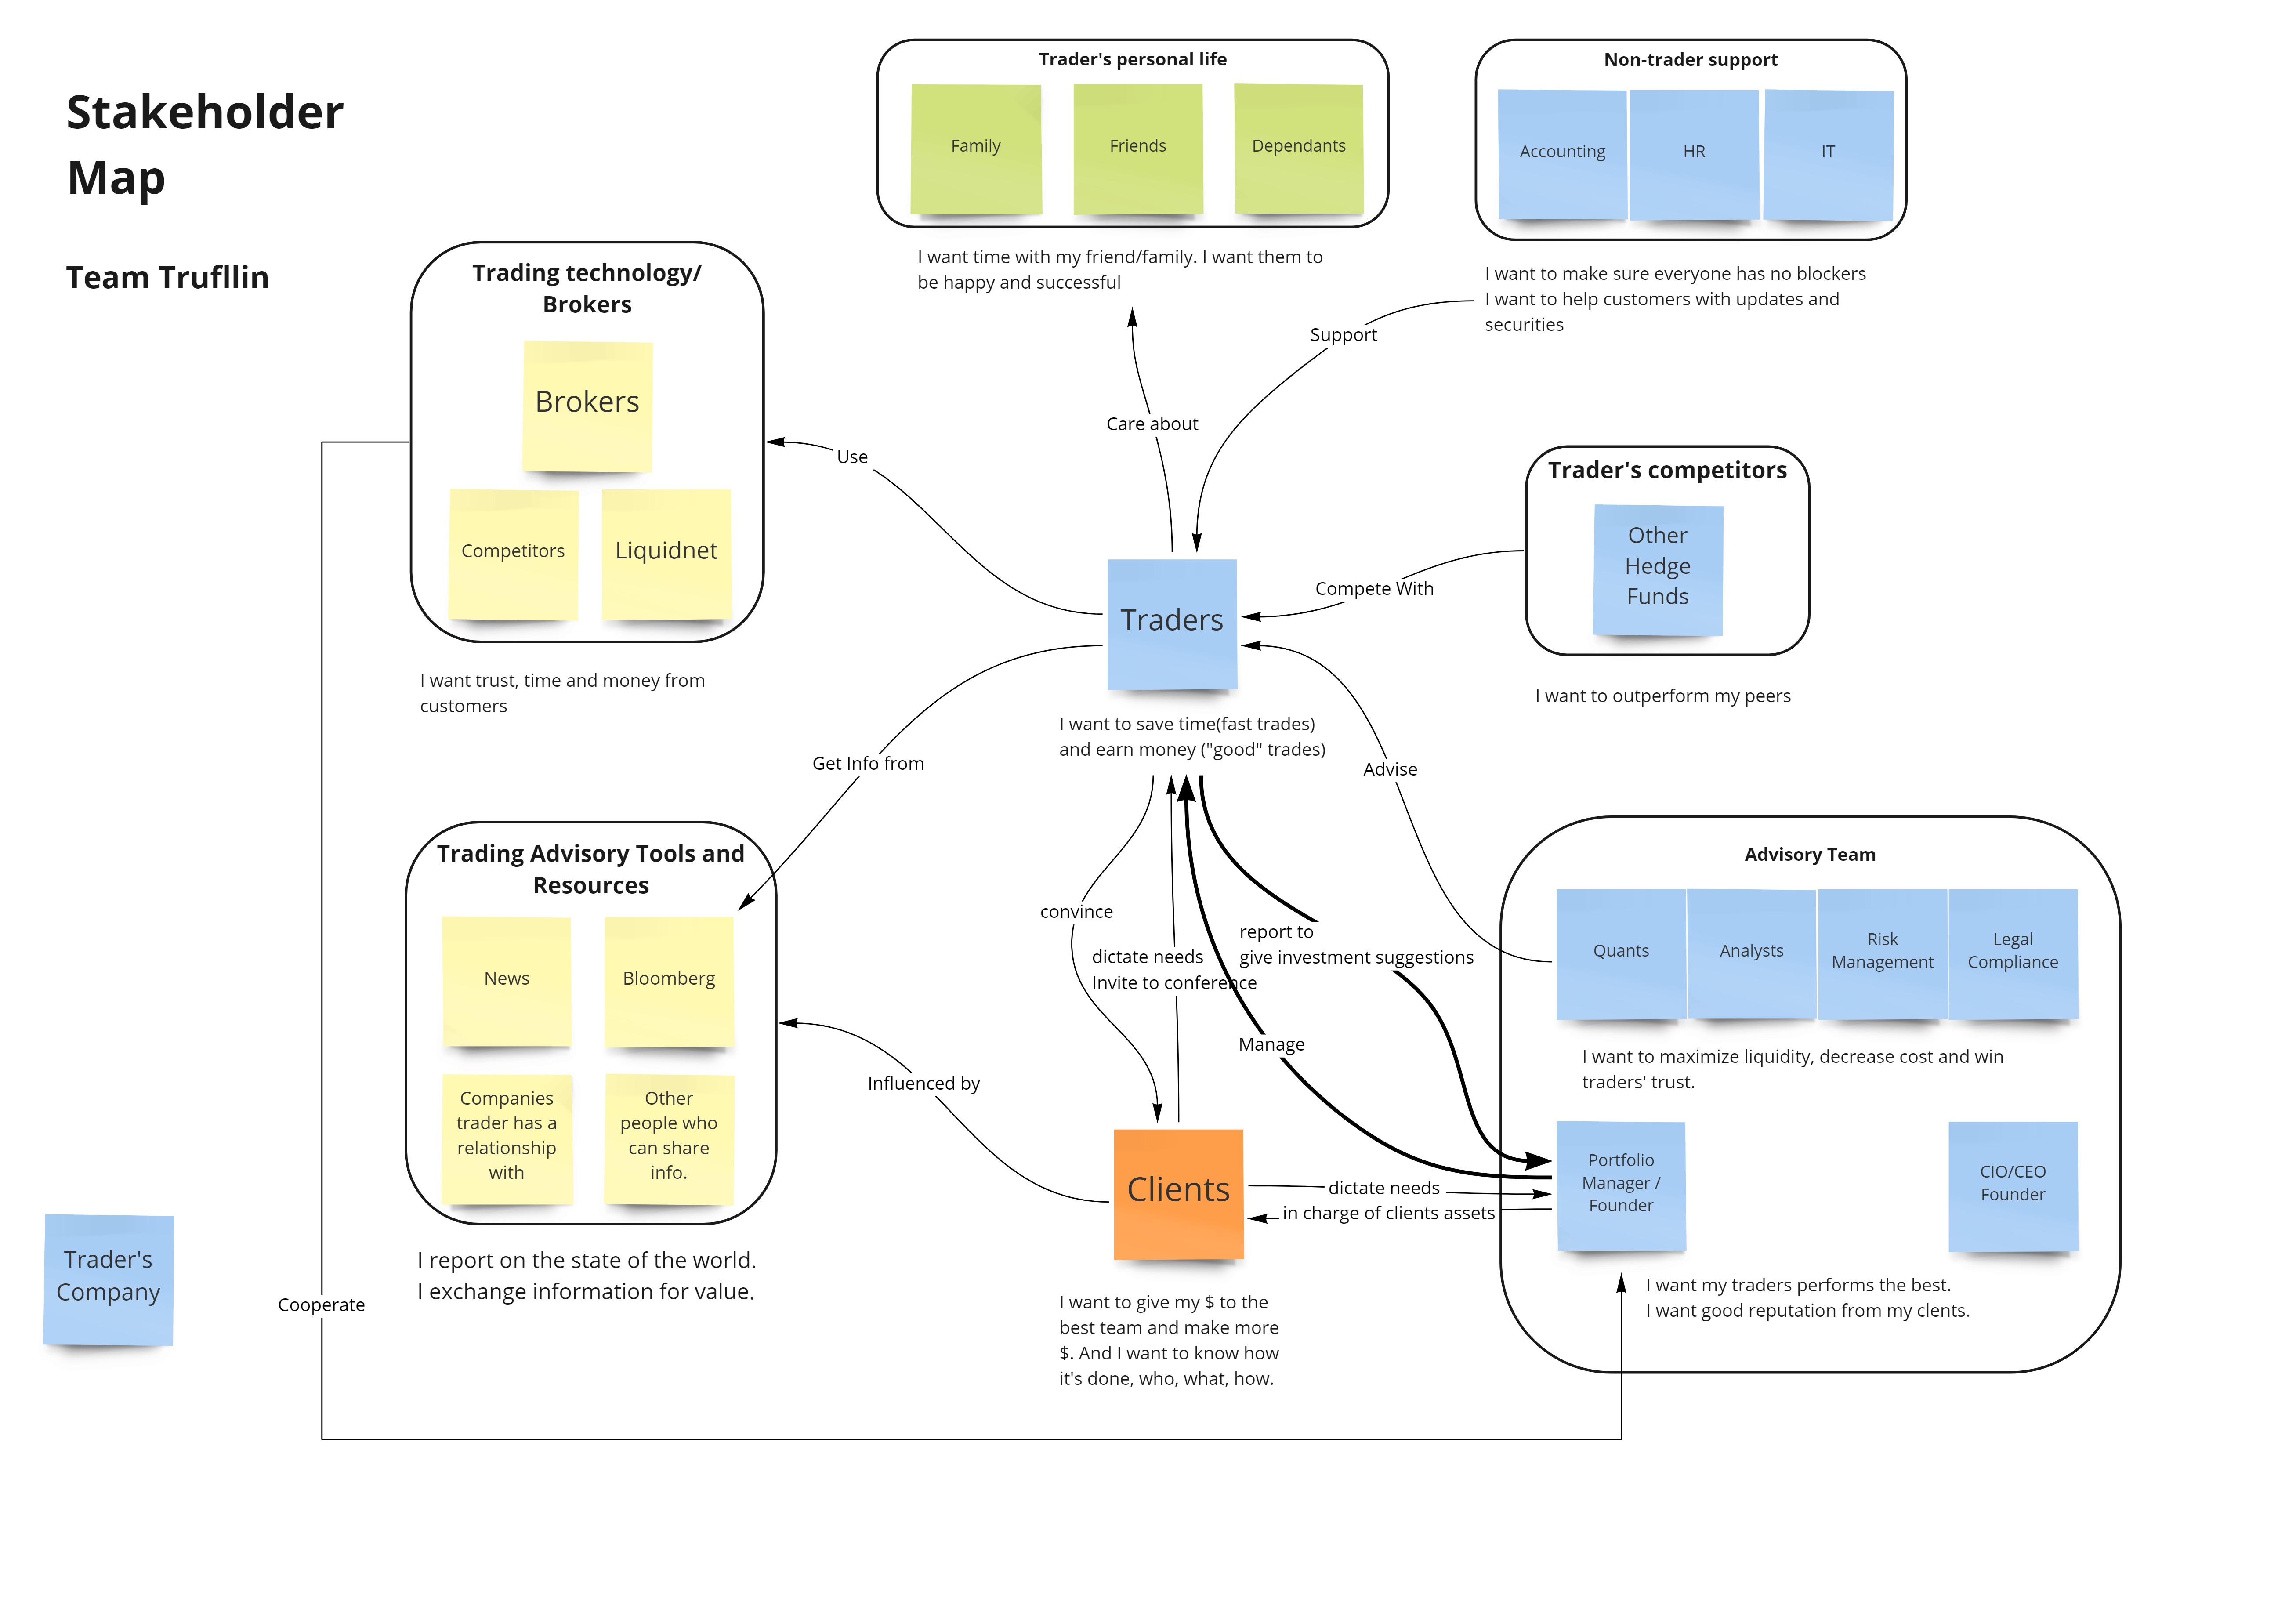 Stakeholder
Map
Team Trufllin
Trader's personal life
Family
Friends
Dependants
I want time with my friend/family. I want them to
be happy and successful
Non-trader support
Accounting
HR
IT
I want to make sure everyone has no blockers
I want to help customers with updates and
securities
Trading technology/
Brokers
Brokers
Competitors
Liquidnet
I want trust, time and money from
customers
Use
Care about
Support
Trader's competitors
Other
Hedge
Funds
I want to outperform my peers
Compete With
Traders
I want to save time(fast trades)
and earn money ("good" trades)
Get Info from
Advise
Trading Advisory Tools and
Resources
News
Bloomberg
Companies
trader has a
relationship
with
Other
people who
can share
info.
I report on the state of the world.
I exchange information for value.
convince
dictate needs
Invite to conference
report to
give investment suggestions
Manage
Influenced by
Advisory Team
Quants
Analysts
Risk
Management
Legal
Compliance
I want to maximize liquidity, decrease cost and win
traders' trust.
Portfolio
Manager /
Founder
CIO/CEO
Founder
I want my traders performs the best.
I want good reputation from my clents.
Clients
dictate needs
in charge of clients assets
I want to give my $ to the
best team and make more
$. And I want to know how
it's done, who, what, how.
Trader's
Company
Cooperate